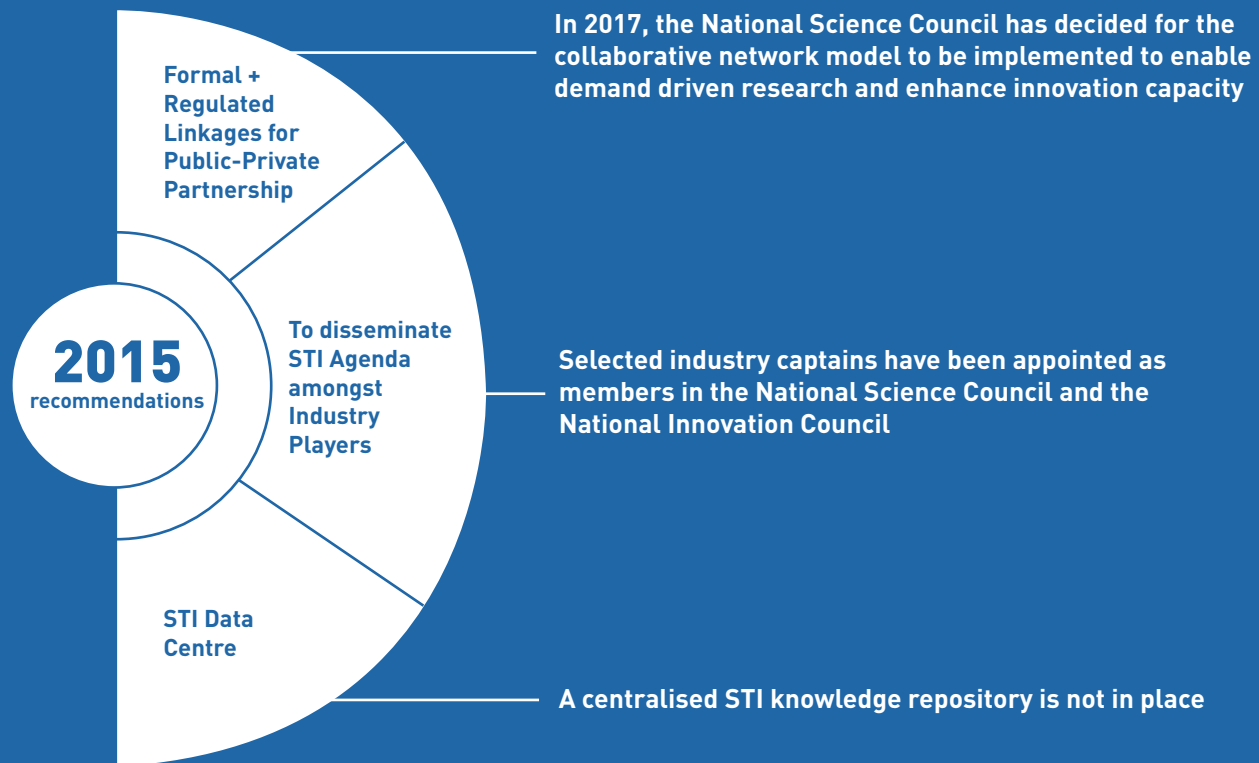 2015
recommendations
Formal +
Regulated
Linkages for
Public-Private
Partnership
In 2017, the National Science Council has decided for the
collaborative network model to be implemented to enable
demand driven research and enhance innovation capacity
To disseminate
STI Agenda
amongst
Industry
Players
Selected industry captains have been appointed as
members in the National Science Council and the
National Innovation Council
STI Data
Centre
A centralised STI knowledge repository is not in place